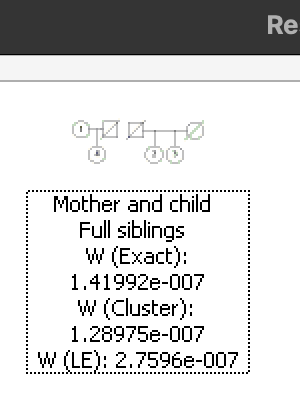 Re
1
4
2
3
Mother and child
Full siblings
W (Exact):
1.41992e-007
W (Cluster):
1.28975e-007
W (LE): 2.7596e-007